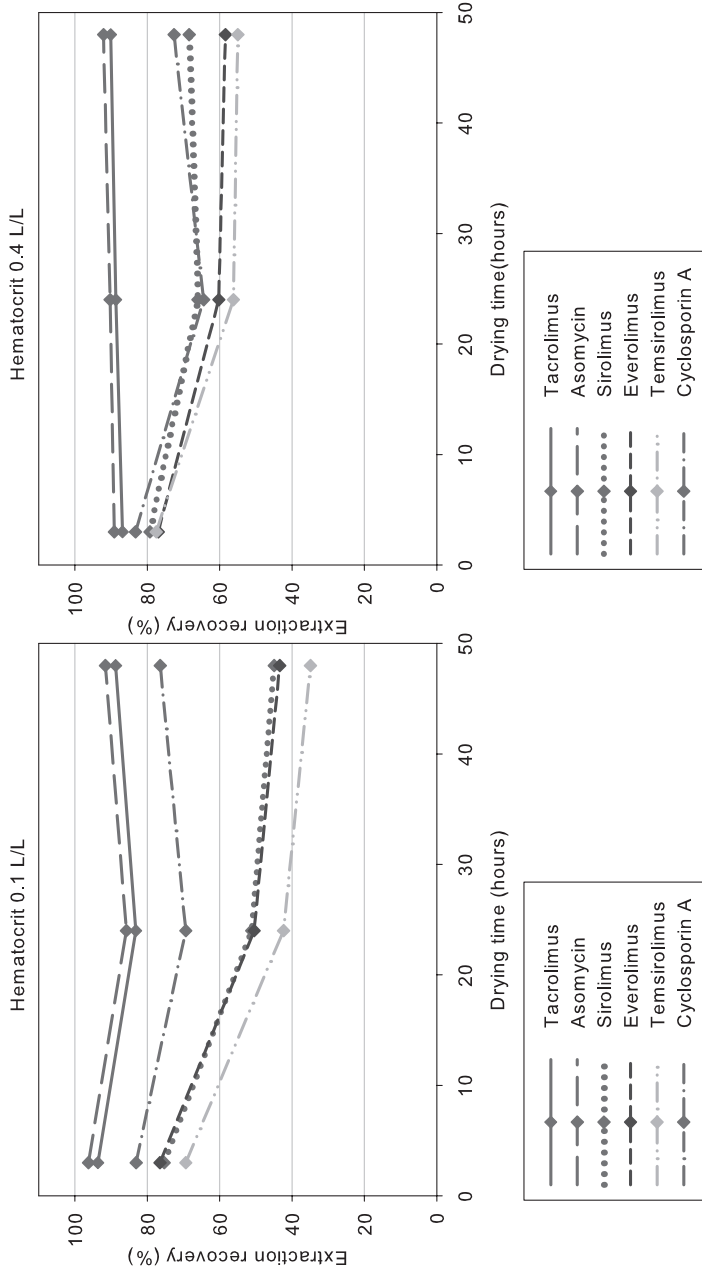 Hematocrit 0.1 L/L
Extraction recovery (%)
100
80
60
40
20
0
0 10 20 30 40 50
Drying time (hours)
Tacrolimus
Asomycin
Sirolimus
Everolimus
Temsirolimus
Cyclosporin A
Hematocrit 0.4 L/L
Extraction recovery (%)
100
80
60
40
20
0
0 10 20 30 40 50
Drying time(hours)
Tacrolimus
Asomycin
Sirolimus
Everolimus
Temsirolimus
Cyclosporin A